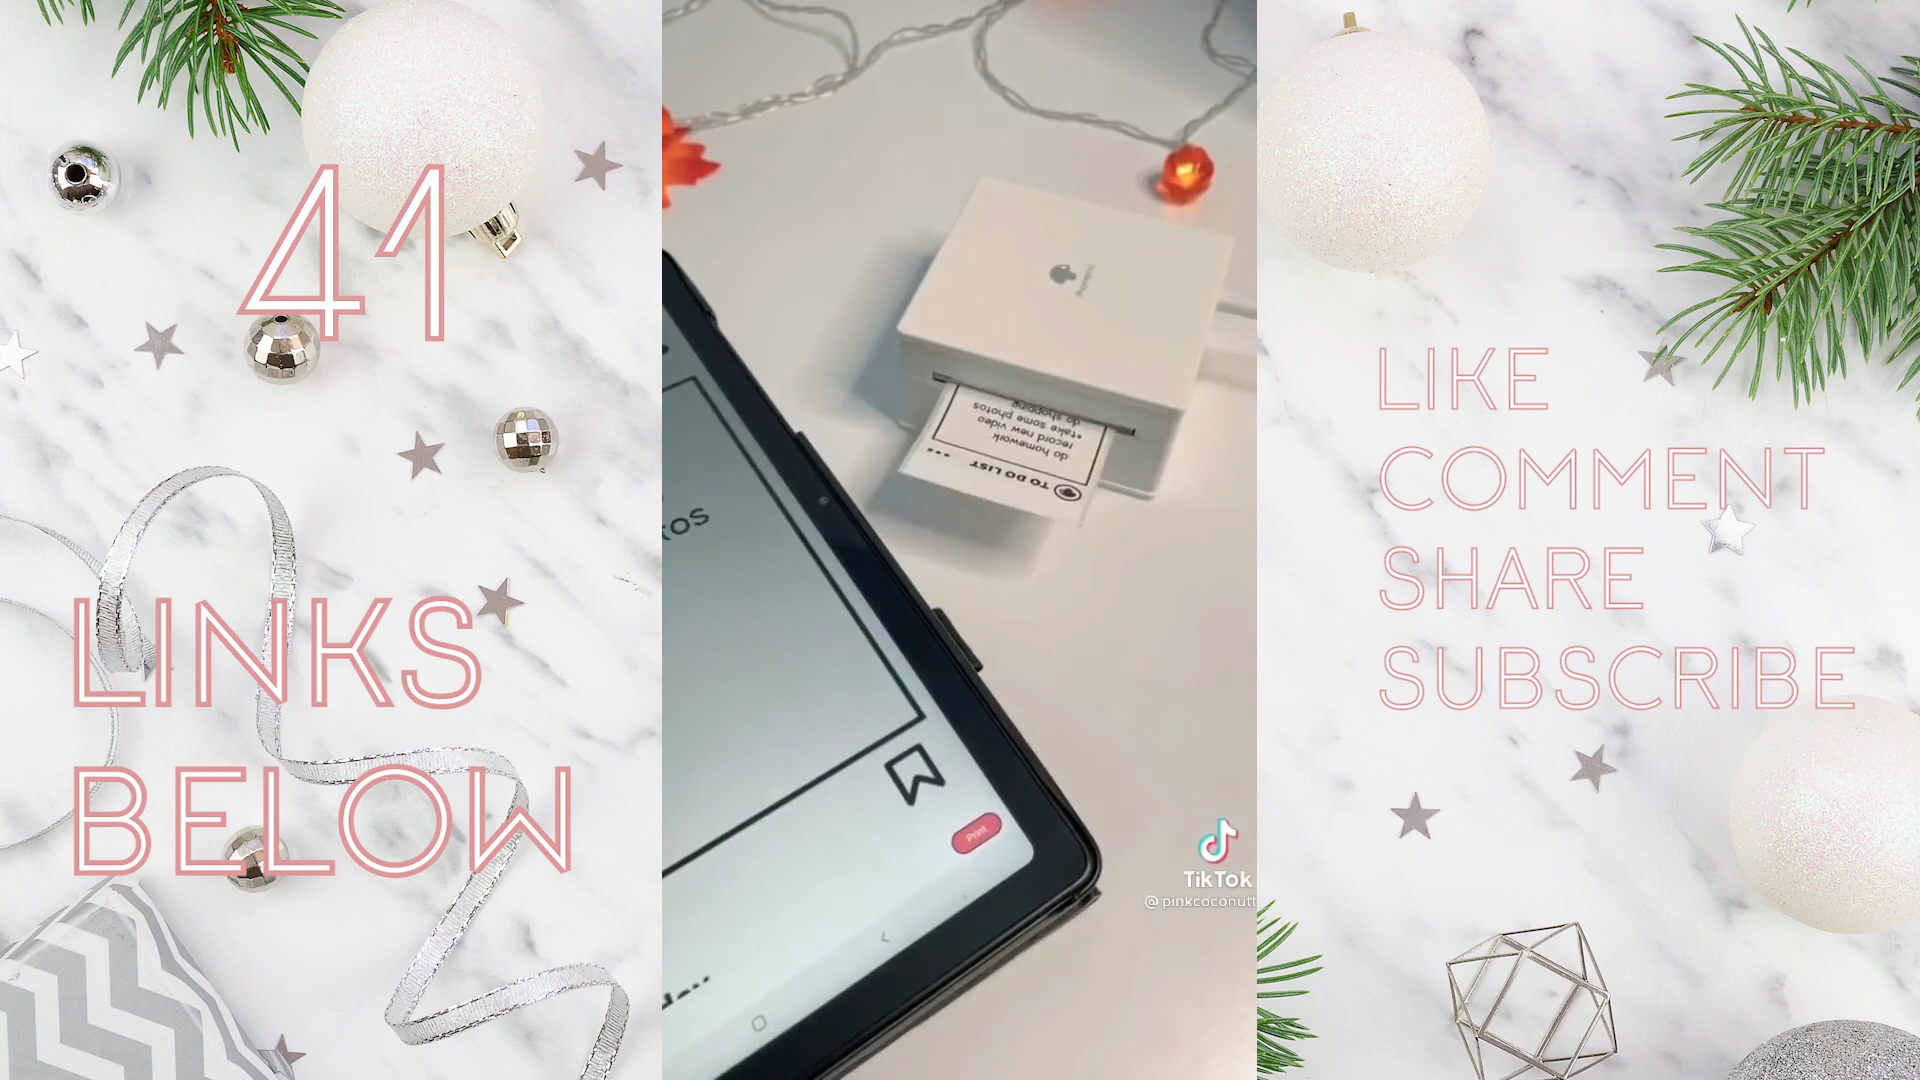 41
LINKS
BELOW
TO DO LIST
do homework
record new video
*take some photos
do shopping
tos
Print
TikTok
@pinkcoconutt
LIKE
COMMENT
SHARE
SUBSCRIBE